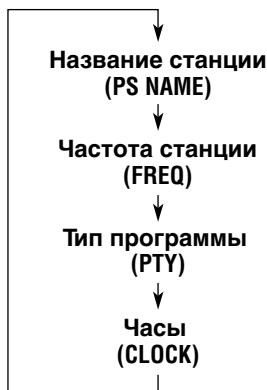 Название станции
(PS NAME)
Частота станции
(FREQ)
Тип программы
(PTY)
Часы
(CLOCK)